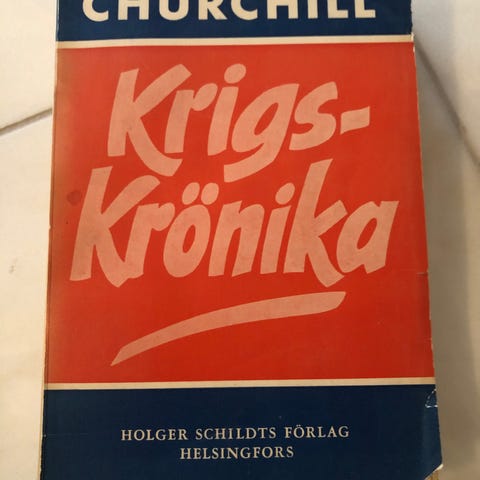 CHURCHILL
Krigs-
Krönika
HOLGER SCHILDTS FÖRLAG
HELSINGFORS